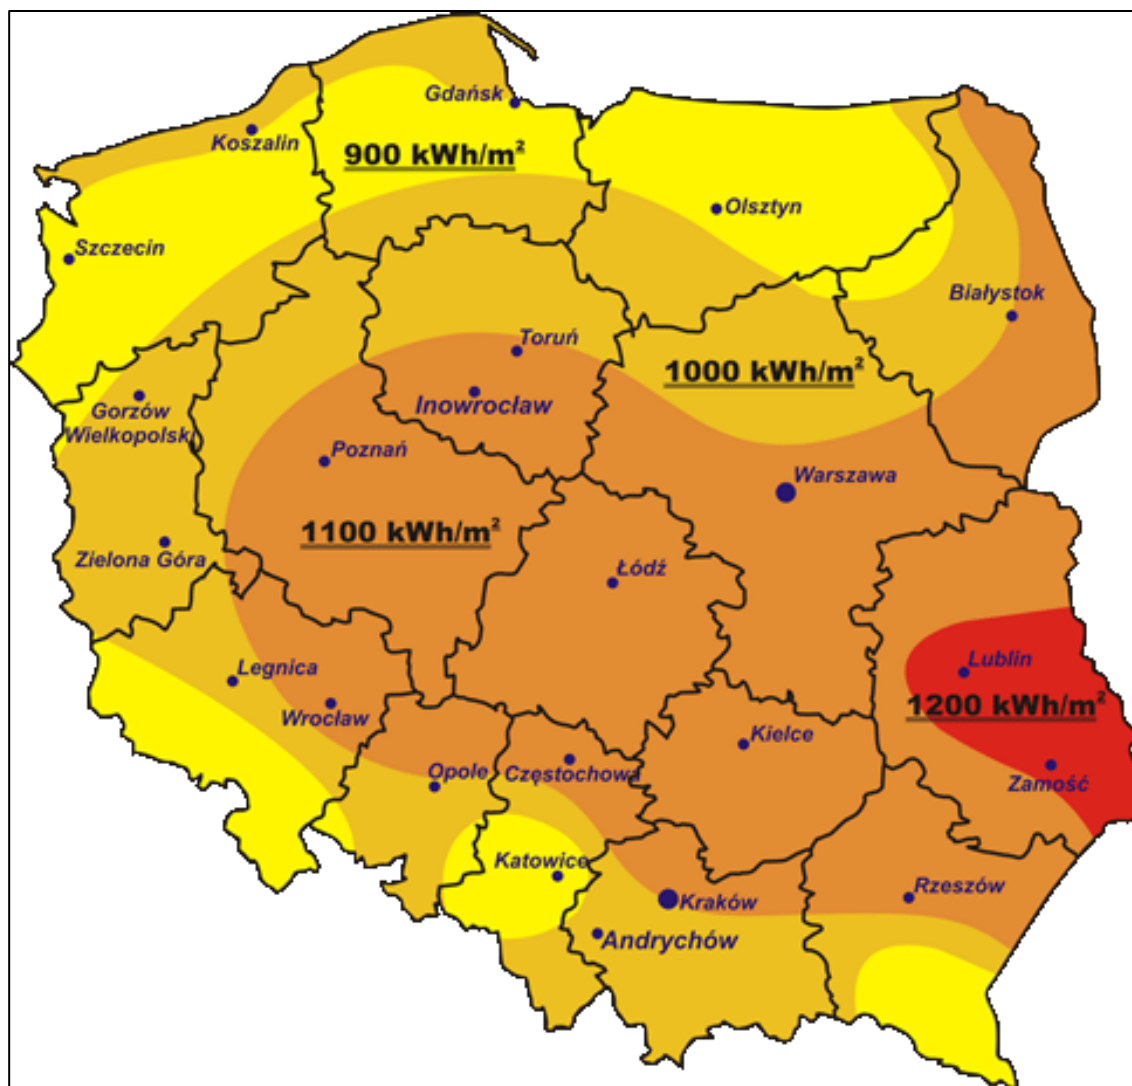 Gdańsk
Koszalin
900 kWh/m²
Olsztyn
Szczecin
Białystok
Toruń
1000 kWh/m²
Gorzów
Wielkopolski
Inowrocław
Poznań
Warszawa
1100 kWh/m²
Zielona Góra
Łódź
Legnica
Lublin
Wrocław
1200 kWh/m²
Kielce
Opole
Częstochowa
Zamość
Katowice
Rzeszów
Kraków
Andrychów